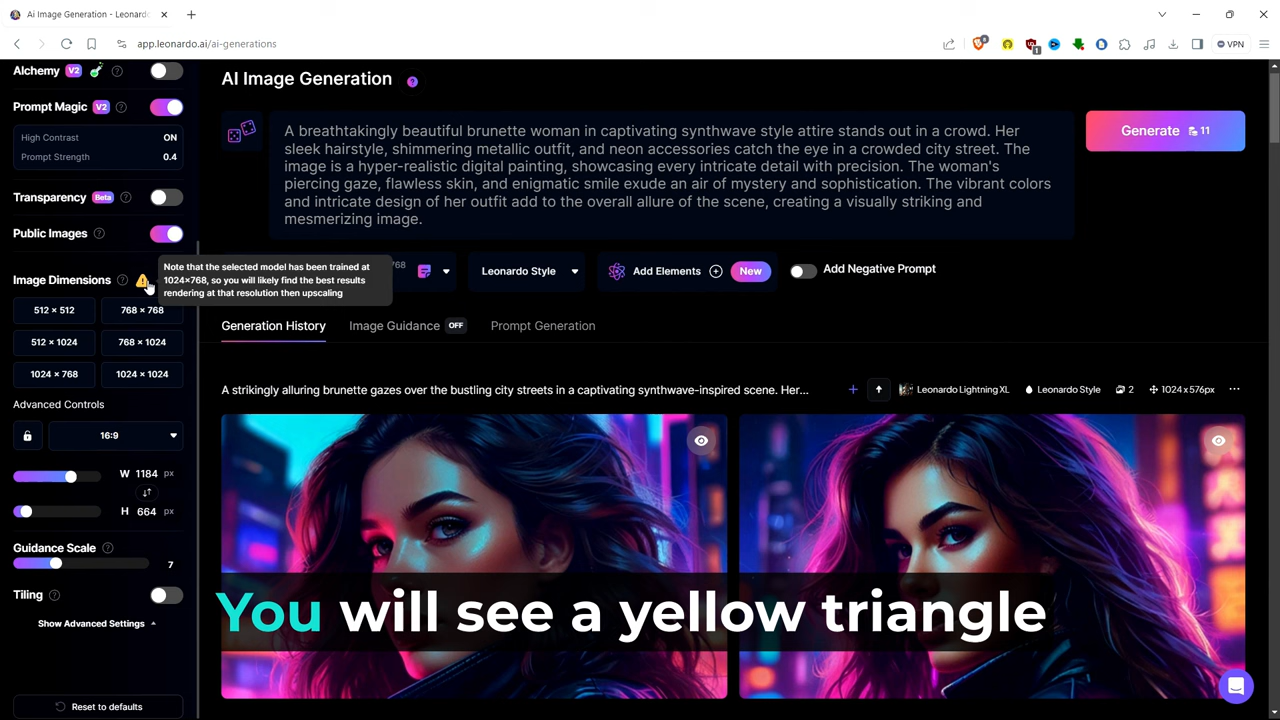 Ai Image Generation - Leonardo
app.leonardo.ai/ai-generations
8
1
VPN
Alchemy V2 ?
Prompt Magic V2 ?
High Contrast ON
Prompt Strength 0.4
Transparency Beta ?
Public Images ?
Image Dimensions ?
Note that the selected model has been trained at
1024×768, so you will likely find the best results
rendering at that resolution then upscaling
512 × 512 768 × 768
512 × 1024 768 × 1024
1024 × 768 1024 × 1024
Advanced Controls
16:9
W 1184 px
H 664 px
Guidance Scale ?
7
Tiling ?
Show Advanced Settings
Reset to defaults
AI Image Generation ?
A breathtakingly beautiful brunette woman in captivating synthwave style attire stands out in a crowd. Her
sleek hairstyle, shimmering metallic outfit, and neon accessories catch the eye in a crowded city street. The
image is a hyper-realistic digital painting, showcasing every intricate detail with precision. The woman's
piercing gaze, flawless skin, and enigmatic smile exude an air of mystery and sophistication. The vibrant colors
and intricate design of her outfit add to the overall allure of the scene, creating a visually striking and
mesmerizing image.
Generate 11
768
Leonardo Style
Add Elements New
Add Negative Prompt
Generation History Image Guidance OFF Prompt Generation
A strikingly alluring brunette gazes over the bustling city streets in a captivating synthwave-inspired scene. Her...
Leonardo Lightning XL Leonardo Style 2 1024x576px
You will see a yellow triangle